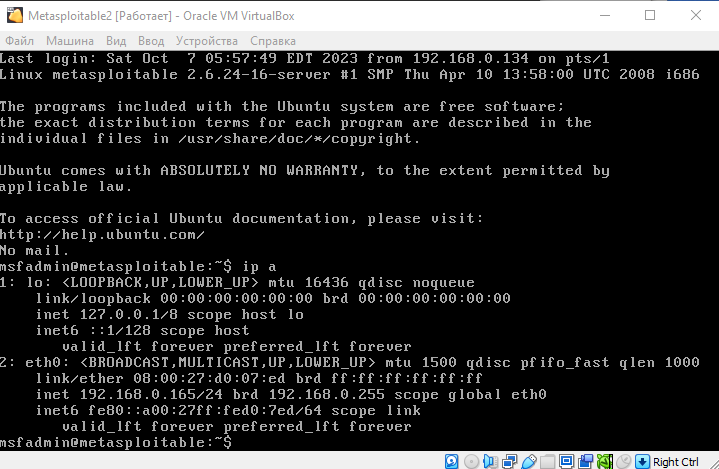 Metasploitable2 [Работает] - Oracle VM VirtualBox
Файл Машина Вид Ввод Устройства Справка
Last login: Sat Oct  7 05:57:49 EDT 2023 from 192.168.0.134 on pts/1
Linux metasploitable 2.6.24-16-server #1 SMP Thu Apr 10 13:58:00 UTC 2008 i686
The programs included with the Ubuntu system are free software;
the exact distribution terms for each program are described in the
individual files in /usr/share/doc/*/copyright.
Ubuntu comes with ABSOLUTELY NO WARRANTY, to the extent permitted by
applicable law.
To access official Ubuntu documentation, please visit:
http://help.ubuntu.com/
No mail.
msfadmin@metasploitable:~$ ip a
1: lo: <LOOPBACK,UP,LOWER_UP> mtu 16436 qdisc noqueue
    link/loopback 00:00:00:00:00:00 brd 00:00:00:00:00:00
    inet 127.0.0.1/8 scope host lo
    inet6 ::1/128 scope host
       valid_lft forever preferred_lft forever
2: eth0: <BROADCAST,MULTICAST,UP,LOWER_UP> mtu 1500 qdisc pfifo_fast qlen 1000
    link/ether 08:00:27:d0:07:ed brd ff:ff:ff:ff:ff:ff
    inet 192.168.0.165/24 brd 192.168.0.255 scope global eth0
    inet6 fe80::a00:27ff:fed0:7ed/64 scope link
       valid_lft forever preferred_lft forever
msfadmin@metasploitable:~$
Right Ctrl